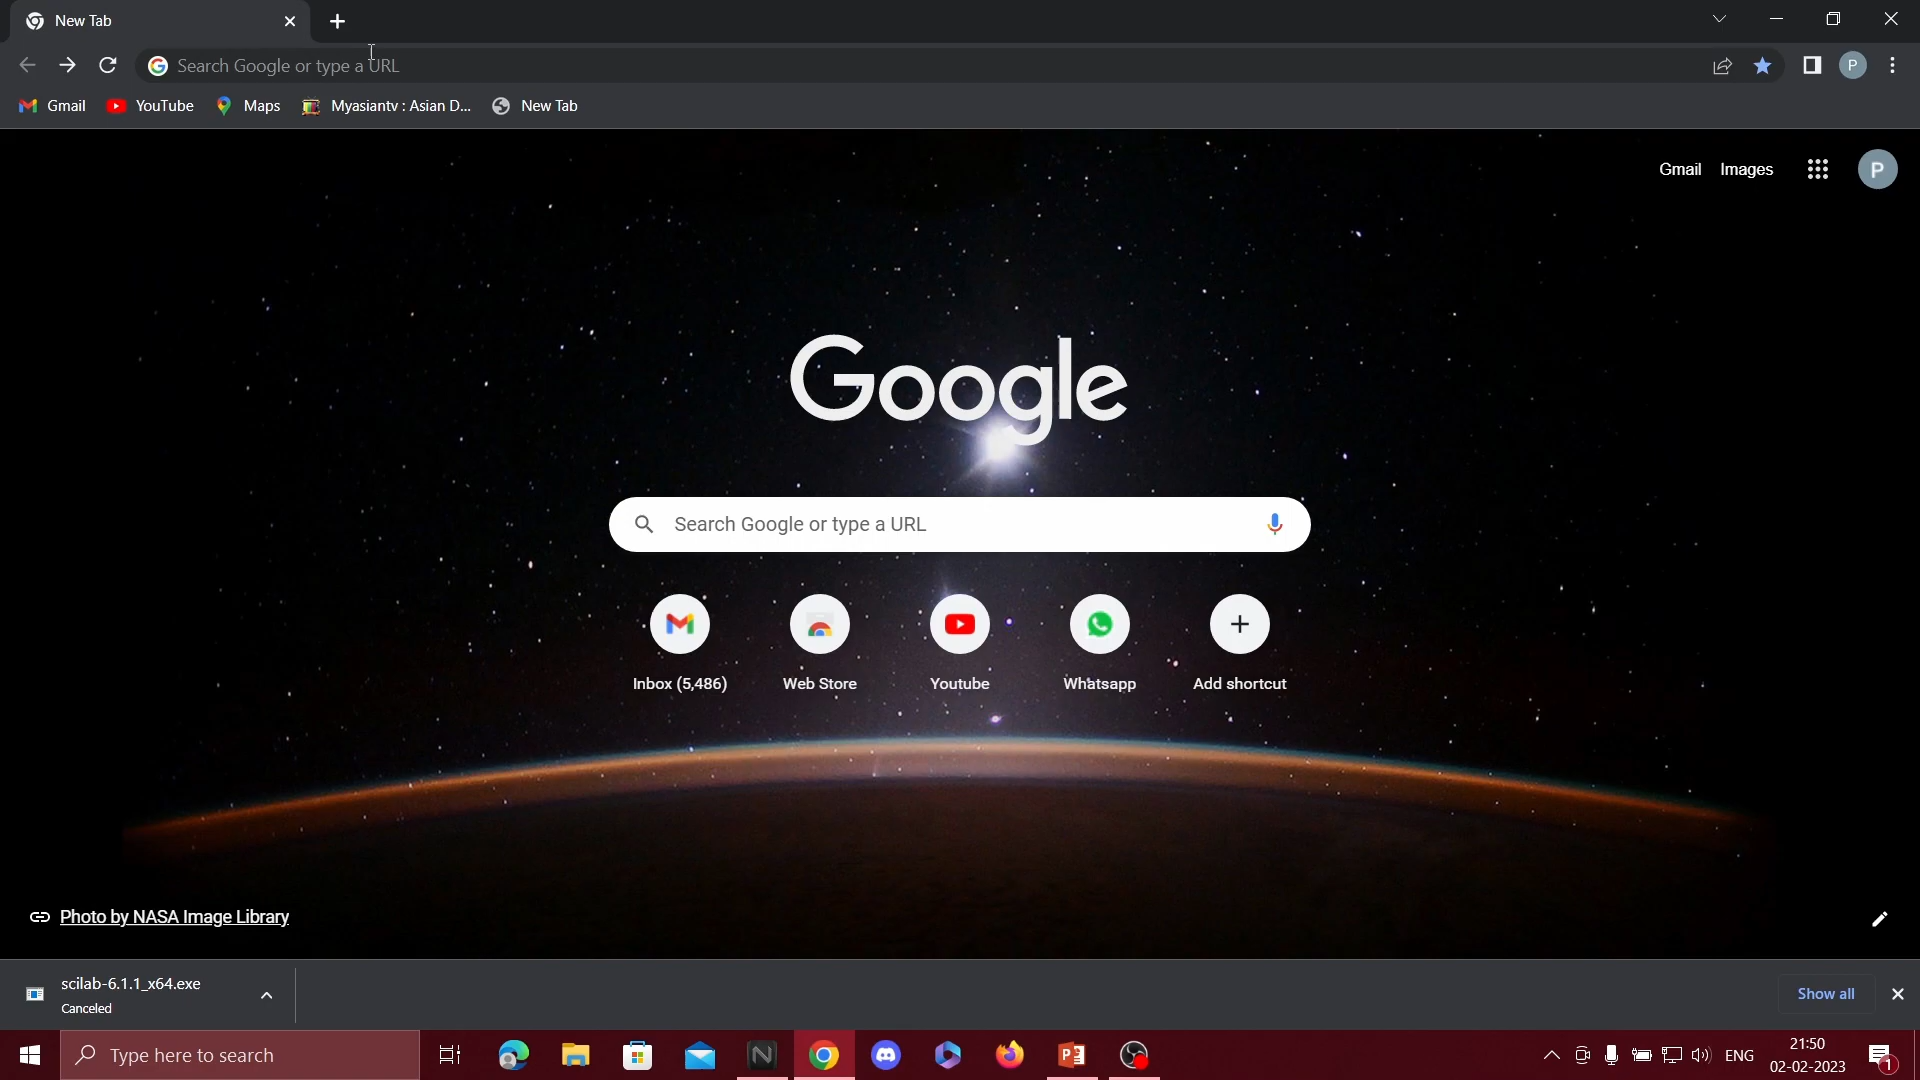 New Tab
Search Google or type a URL
P
Gmail YouTube Maps Myasiantv : Asian D... New Tab
Gmail Images P
Google
Search Google or type a URL
Inbox (5,486) Web Store Youtube Whatsapp Add shortcut
Photo by NASA Image Library
scilab-6.1.1_x64.exe
Canceled
Show all
Type here to search
ENG
21:50
02-02-2023
1